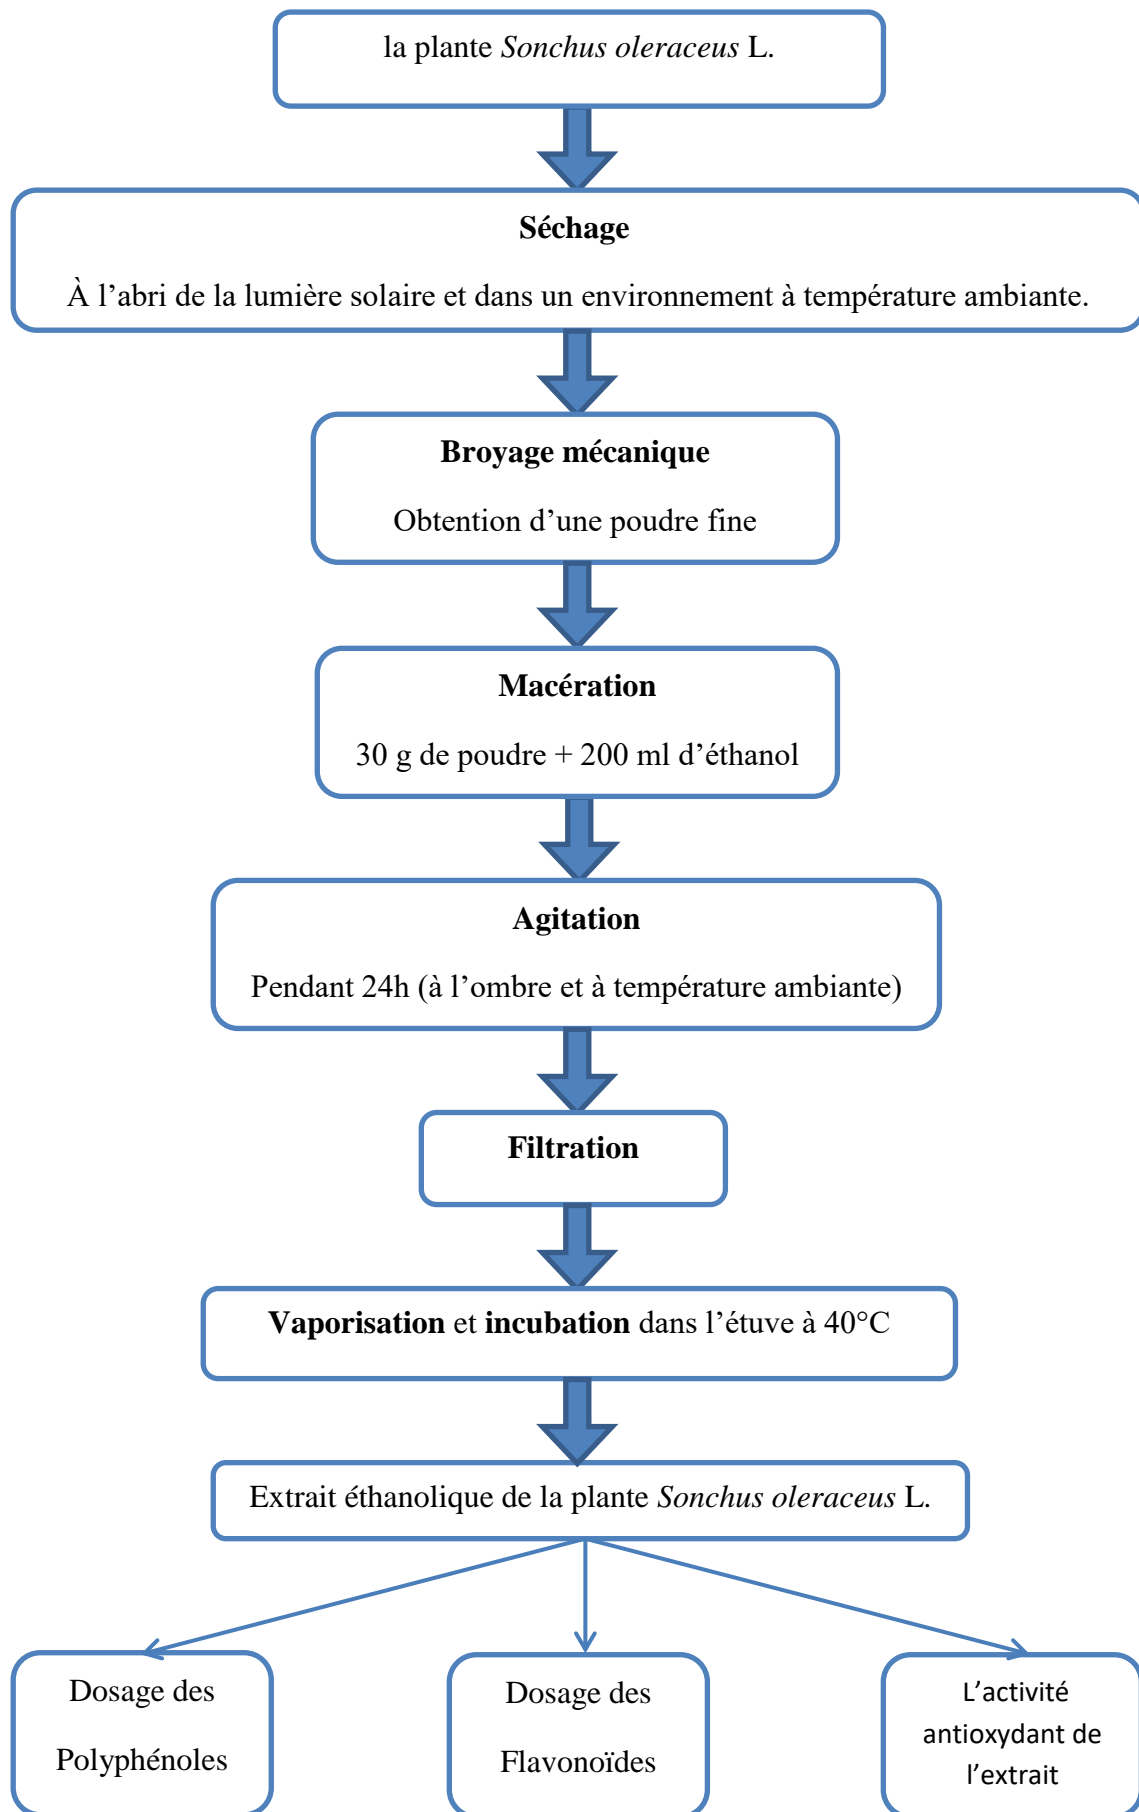 la plante Sonchus oleraceus L.
Séchage
À l’abri de la lumière solaire et dans un environnement à température ambiante.
Broyage mécanique
Obtention d’une poudre fine
Macération
30 g de poudre + 200 ml d’éthanol
Agitation
Pendant 24h (à l’ombre et à température ambiante)
Filtration
Vaporisation et incubation dans l’étuve à 40°C
Extrait éthanolique de la plante Sonchus oleraceus L.
Dosage des
Polyphénoles
Dosage des
Flavonoïdes
L’activité
antioxydant de
l’extrait